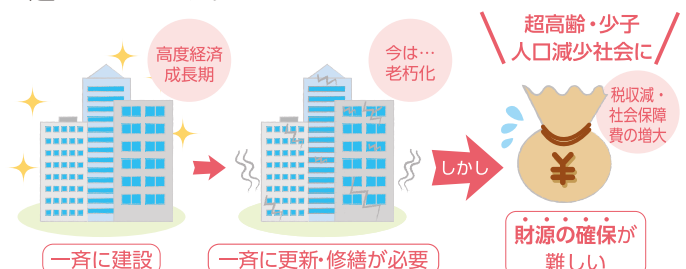 高度経済
成長期
一斉に建設
今は…
老朽化
一斉に更新・修繕が必要
しかし
超高齢・少子
人口減少社会に
税収減・
社会保障
費の増大
¥
財源の確保が
難しい